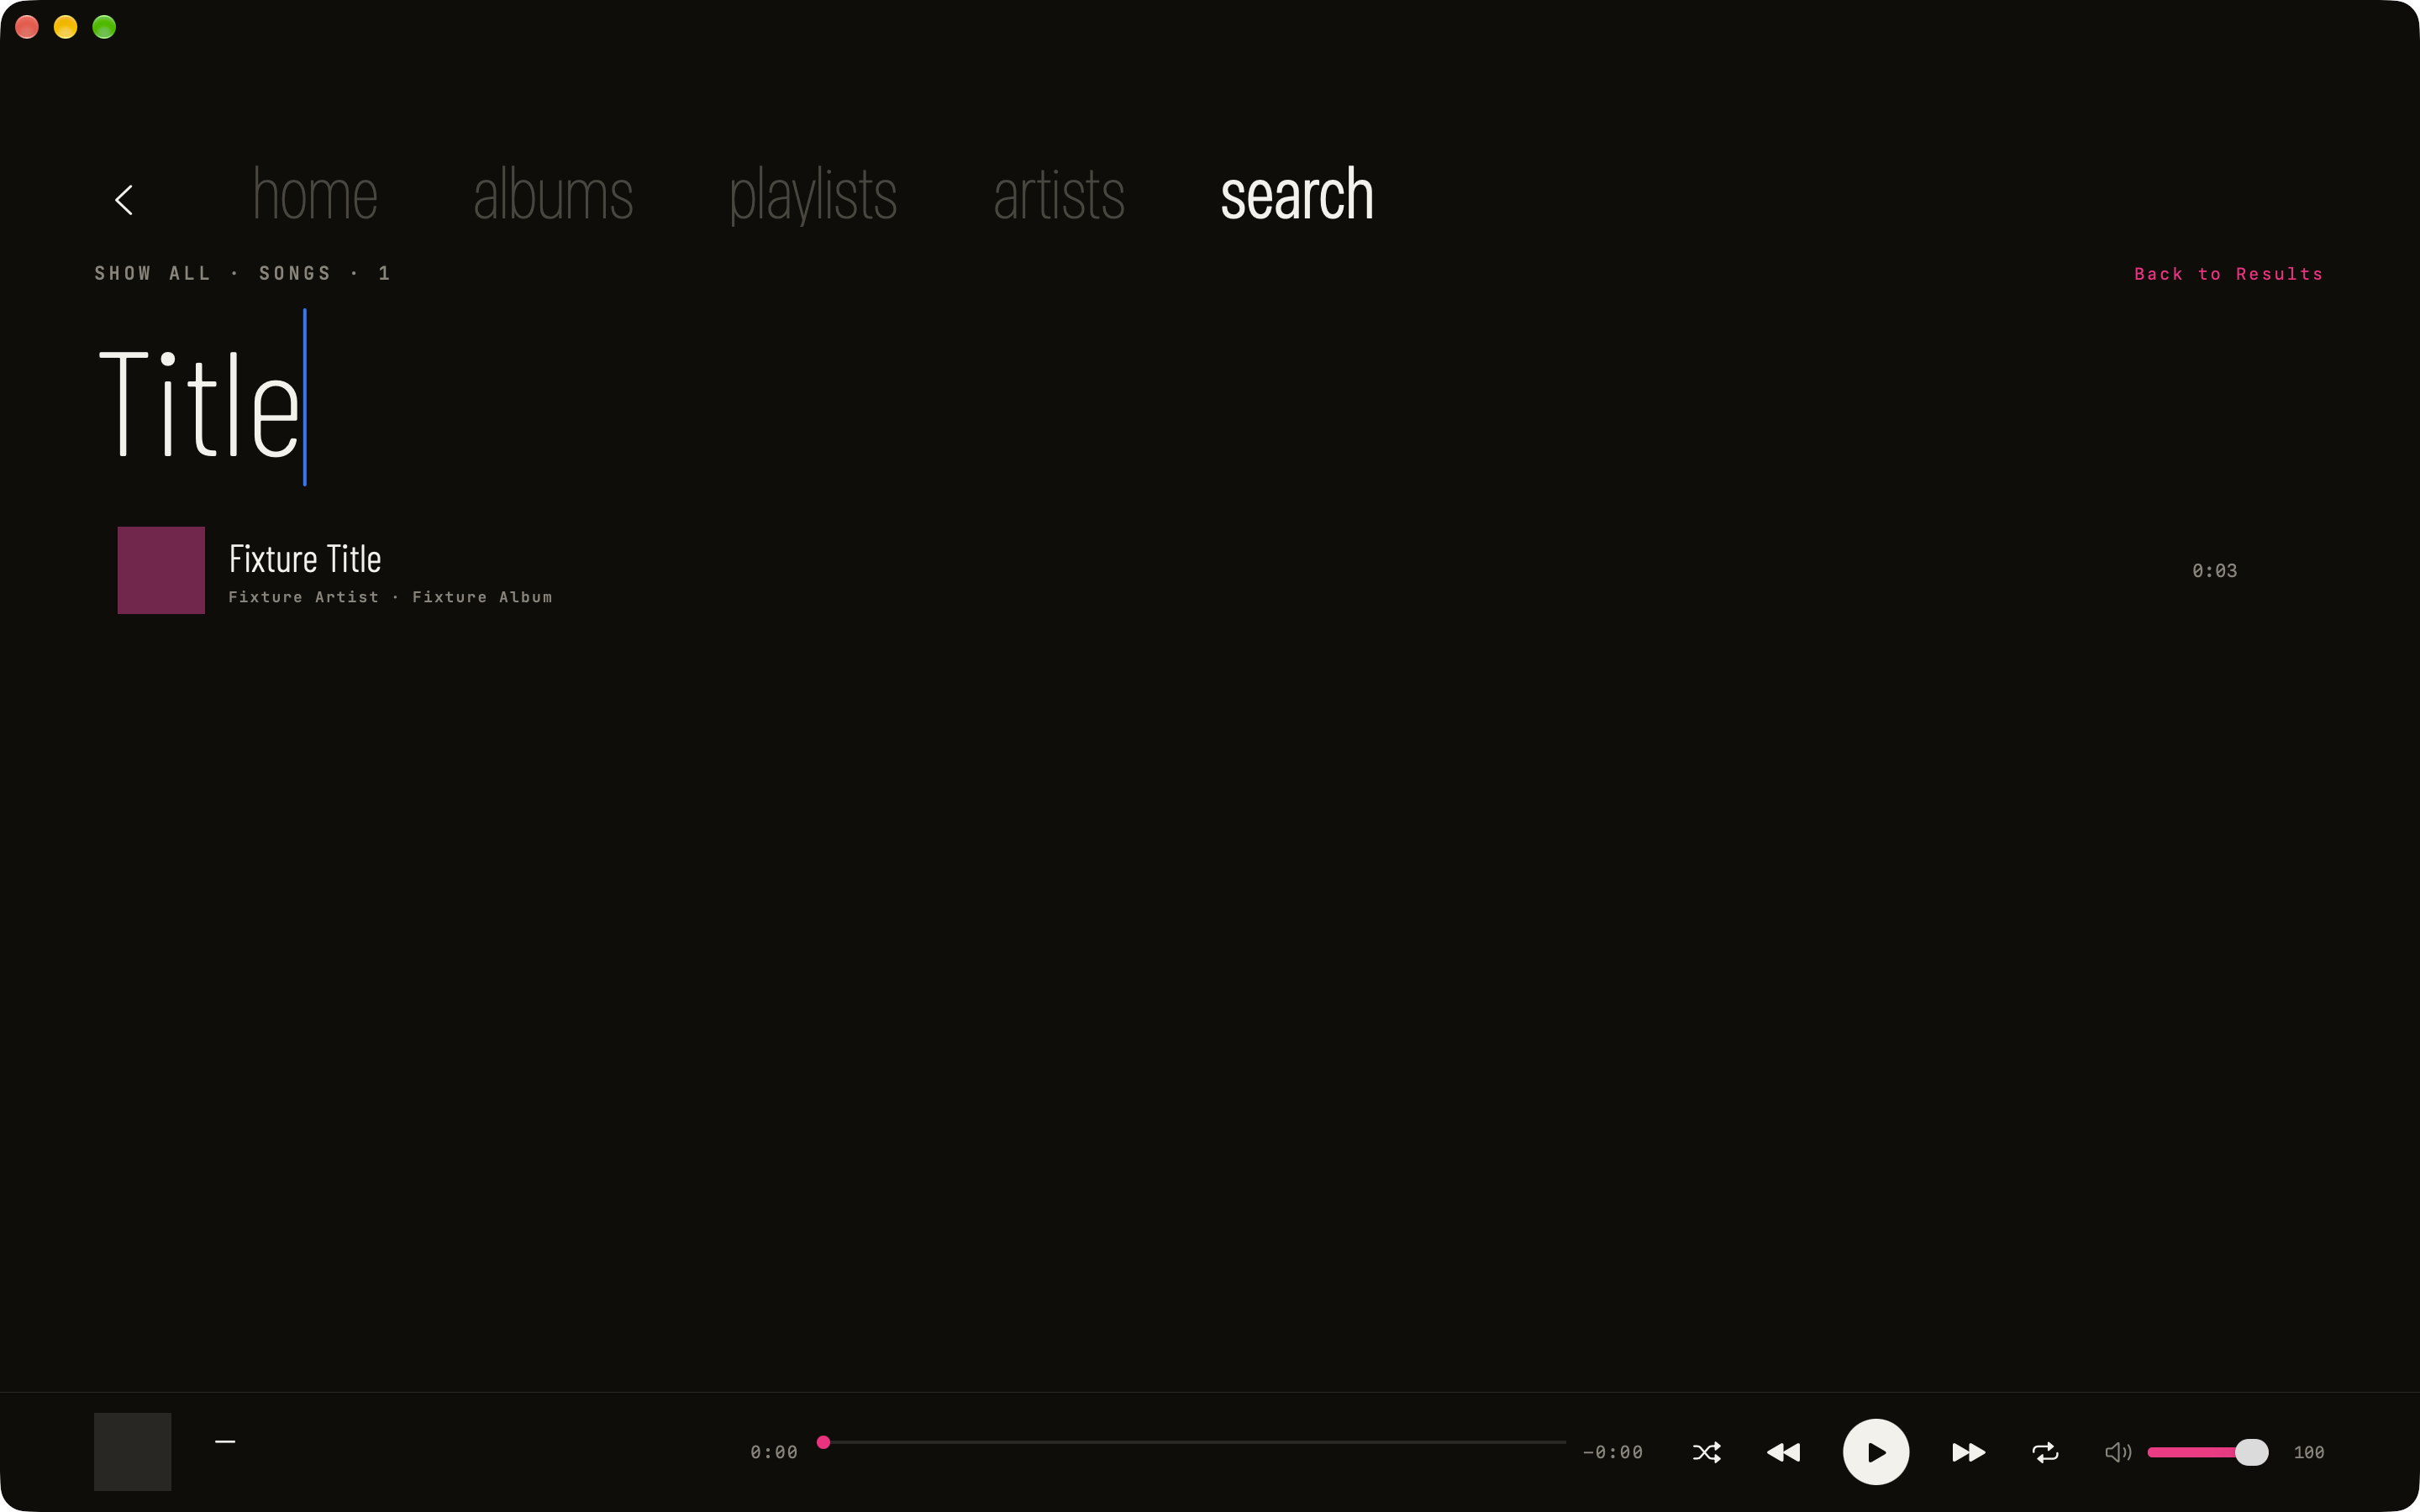 home albums playlists artists search
SHOW ALL · SONGS · 1
Back to Results
Title
Fixture Title
Fixture Artist · Fixture Album
0:03
—
0:00
−0:00
100